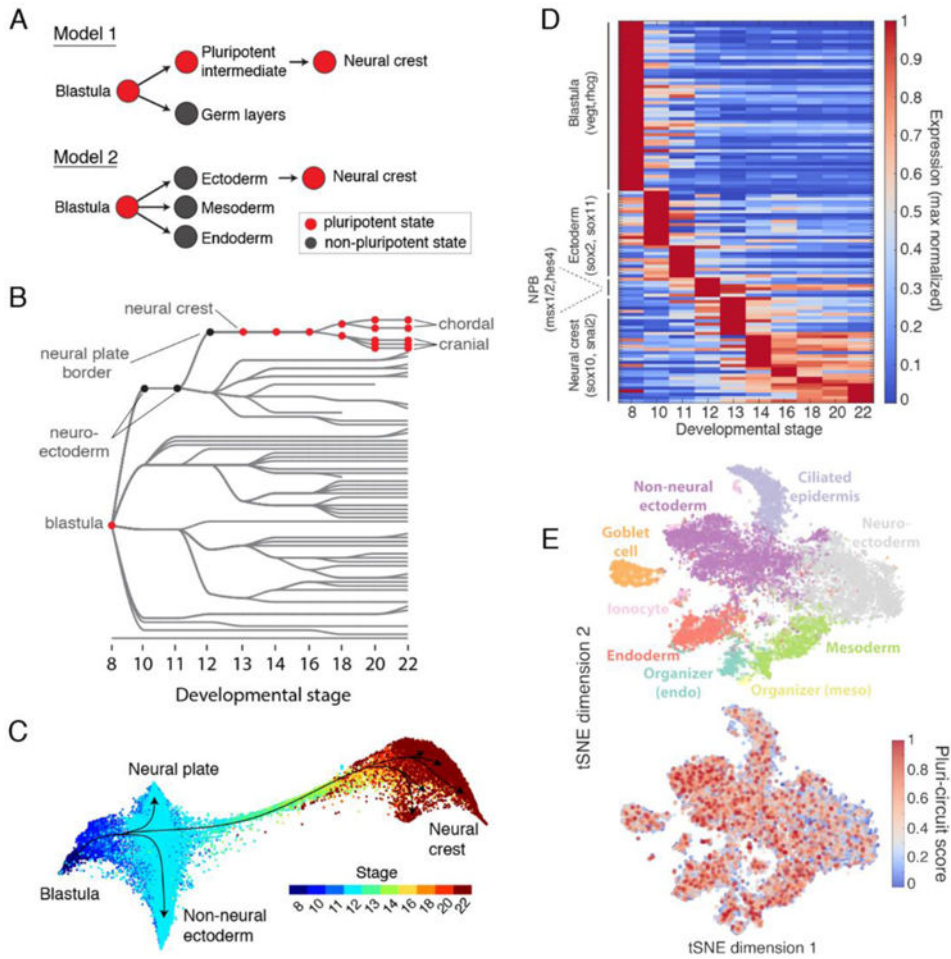 A
Model 1
Blastula
Pluripotent
intermediate
Neural crest
Germ layers
Model 2
Blastula
Ectoderm
Neural crest
Mesoderm
Endoderm
pluripotent state
non-pluripotent state
B
neural crest
chordal
cranial
neural plate
border
neuro-
ectoderm
blastula
8 10 11 12 13 14 16 18 20 22
Developmental stage
C
Neural plate
Blastula
Non-neural
ectoderm
Neural
crest
Stage
8 10 11 12 13 14 16 18 20 22
D
Blastula
(vegt,rhcg)
Ectoderm
(sox2, sox11)
NPB
(msx1/2,hes4)
Neural crest
(sox10, snail2)
8 10 11 12 13 14 16 18 20 22
Developmental stage
1
0.9
0.8
0.7
0.6
0.5
0.4
0.3
0.2
0.1
0
Expression (max normalized)
E
Non-neural
ectoderm
Ciliated
epidermis
Neuro-
ectoderm
Goblet
cell
Ionocyte
Endoderm
Organizer
(endo)
Mesoderm
Organizer (meso)
tSNE dimension 2
1
0.8
0.6
0.4
0.2
0
Pluri-circuit score
tSNE dimension 1